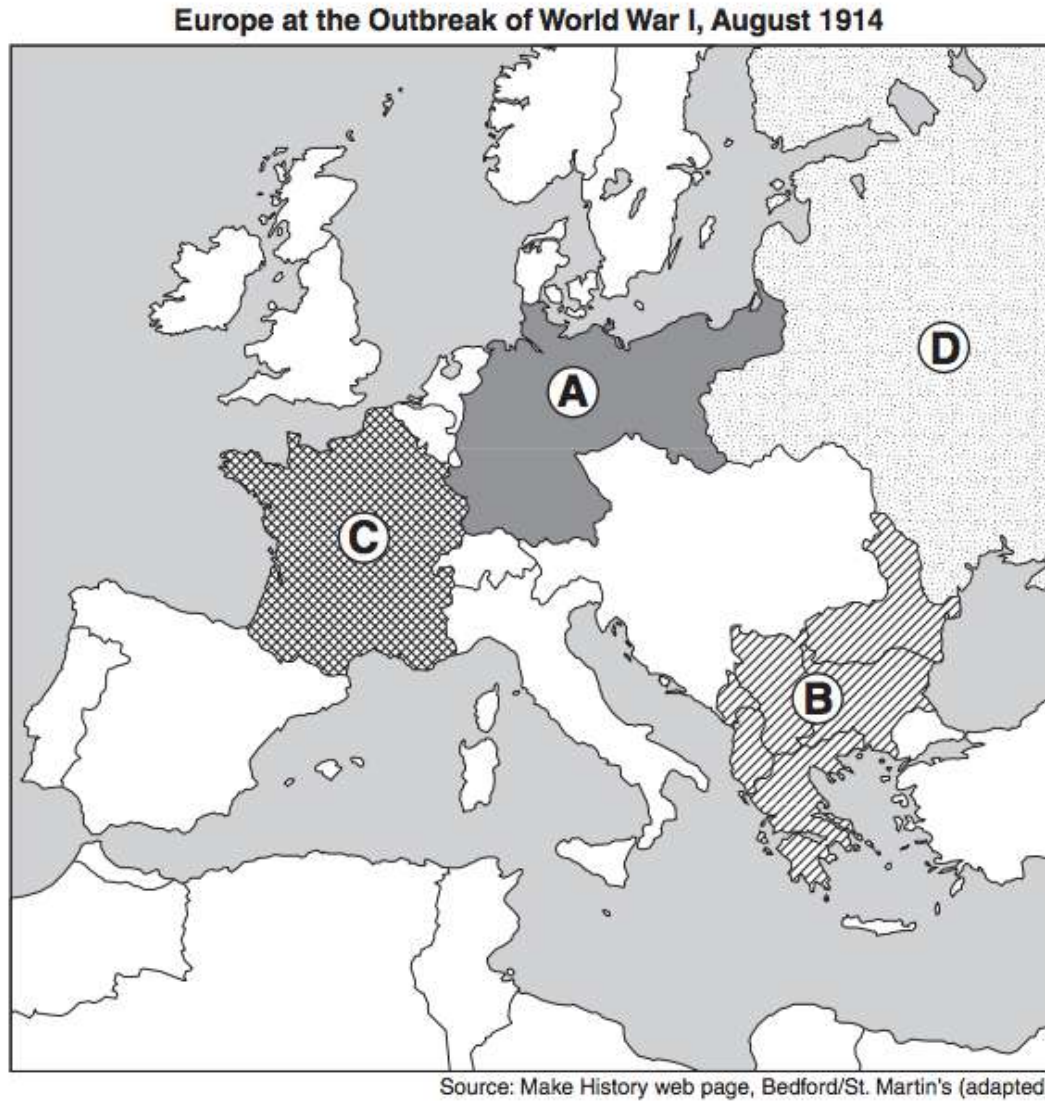 Europe at the Outbreak of World War I, August 1914
D
A
C
B
Source: Make History web page, Bedford/St. Martin's (adapted